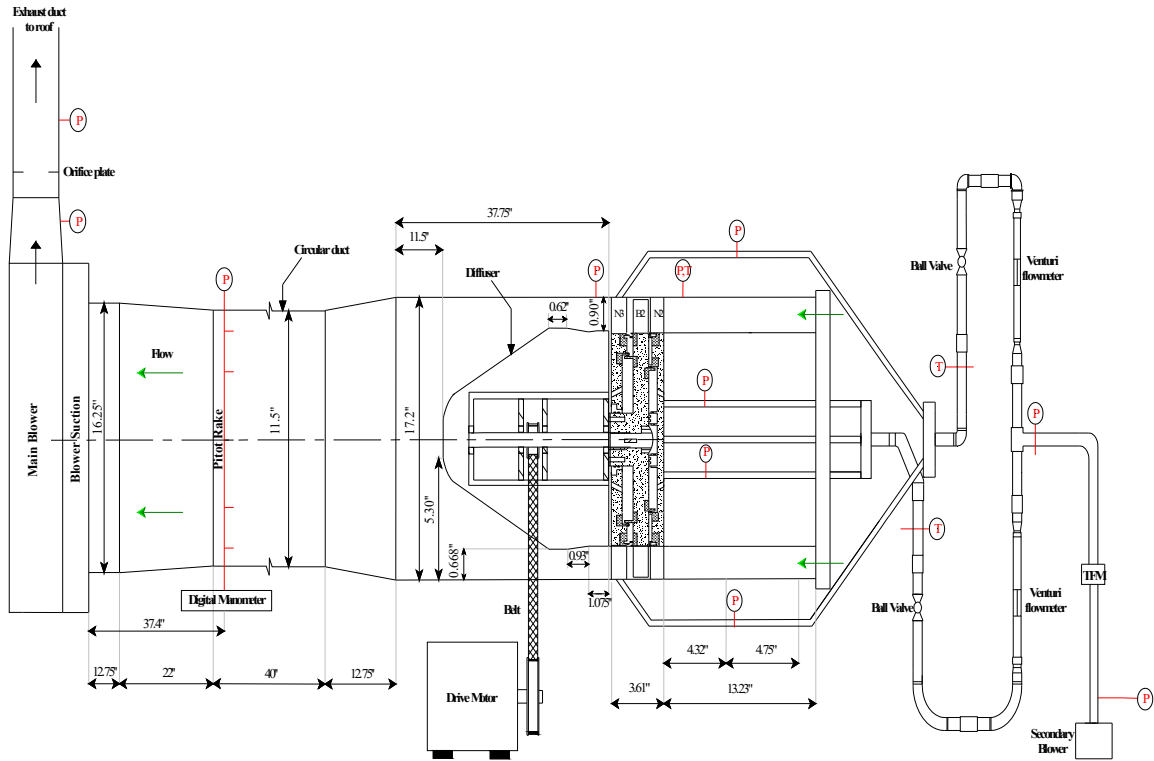 Exhaust duct
to roof
P
Orifice plate
P
37.75"
11.5"
P
Circular duct
Diffuser
P
P,T
P
Ball Valve
Venturi
flowmeter
0.62"
0.90"
N3
B2
N2
Flow
T
P
P
P
Main Blower
Blower Suction
16.25"
Pitot Rake
11.5"
17.2"
5.30"
0.668"
0.93"
1.075"
T
TFM
Digital Manometer
Belt
P
Ball Valve
Venturi
flowmeter
37.4"
12.75"
22"
40"
12.75"
4.32"
4.75"
3.61"
13.23"
Drive Motor
P
Secondary
Blower